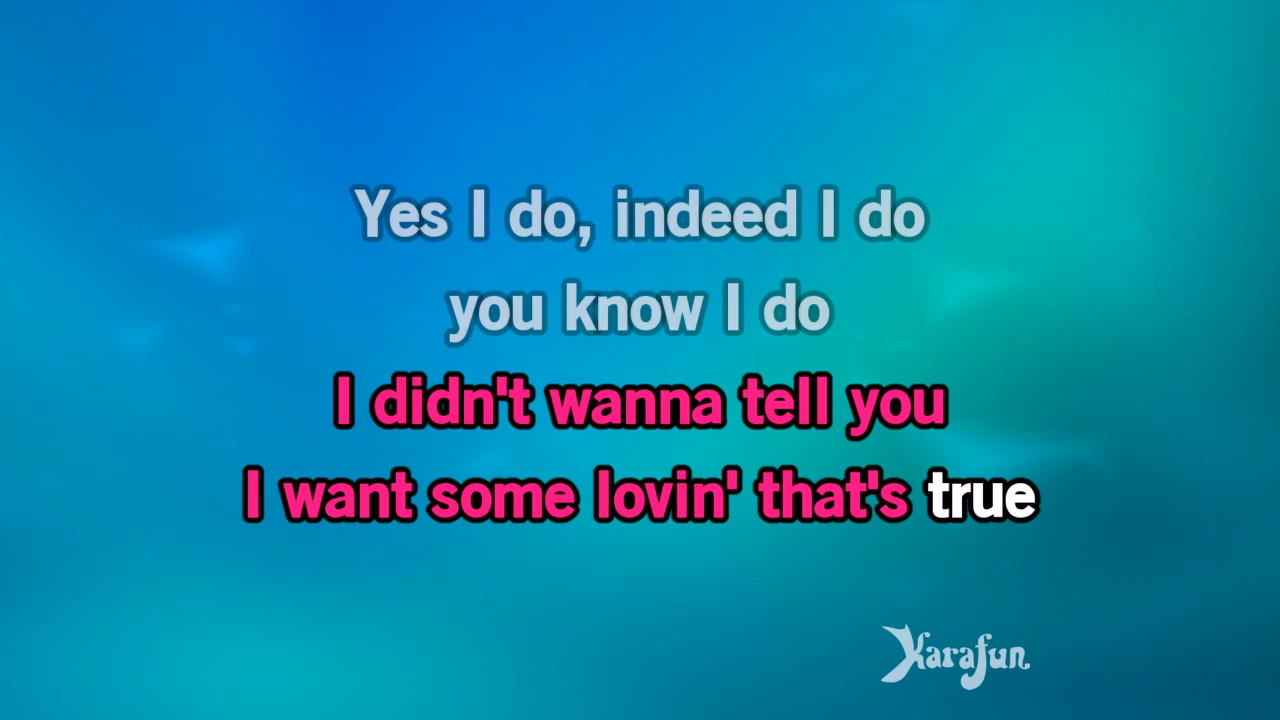 Yes I do, indeed I do
you know I do
I didn't wanna tell you
I want some lovin' that's true
Karafun